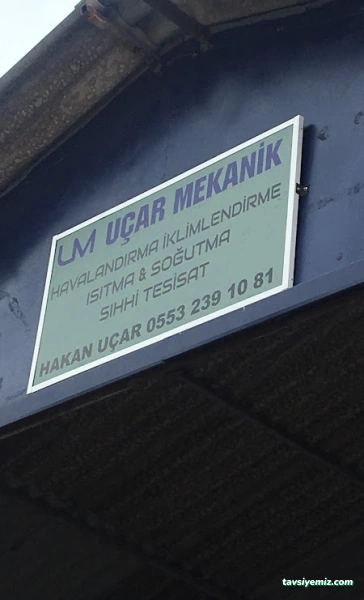 UM UÇAR MEKANİK
HAVALANDIRMA İKLİMLENDİRME
ISITMA & SOĞUTMA
SIHHİ TESİSAT
HAKAN UÇAR 0553 239 10 81
tavsiyemiz.com